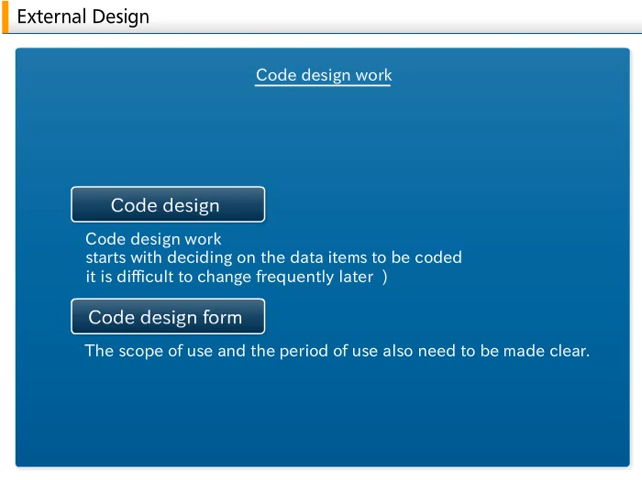 External Design
Code design work
Code design
Code design work
starts with deciding on the data items to be coded
it is difficult to change frequently later )
Code design form
The scope of use and the period of use also need to be made clear.